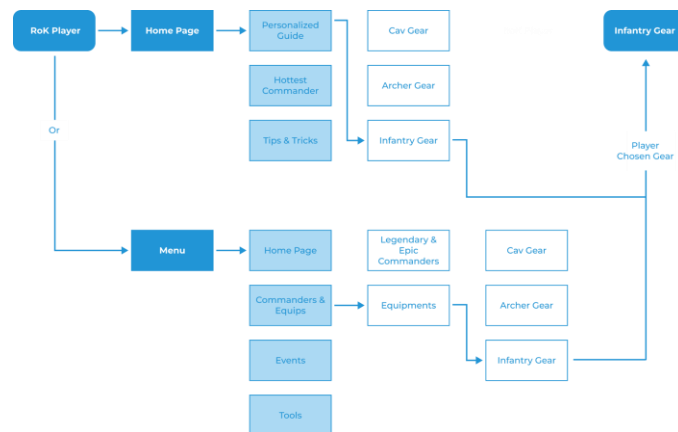 RoK Player
Home Page
Personalized
Guide
Cav Gear
Infantry Gear
Hottest
Commander
Archer Gear
Or
Tips & Tricks
Infantry Gear
Player
Chosen Gear
Menu
Home Page
Legendary &
Epic
Commanders
Cav Gear
Commanders &
Equips
Equipments
Archer Gear
Events
Infantry Gear
Tools